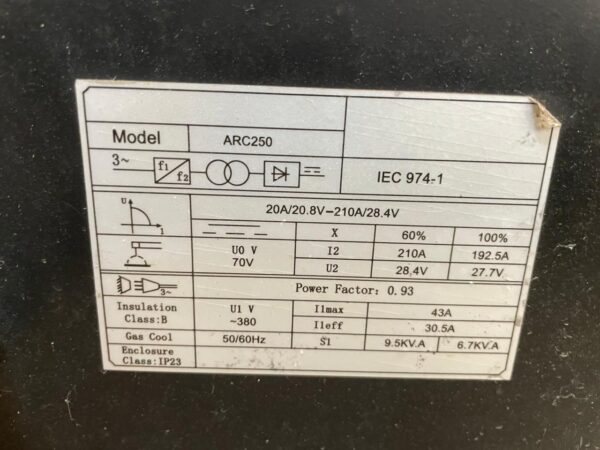 Model ARC250
3~ f1 f2 IEC 974-1
U 20A/20.8V-210A/28.4V
1 X 60% 100%
U0 V I2 210A 192.5A
70V U2 28,4V 27.7V
3~ Power Factor: 0.93
Insulation U1 V I1max 43A
Class:B ~380 I1eff 30.5A
Gas Cool 50/60Hz S1 9.5KV.A 6.7KV.A
Enclosure
Class:IP23